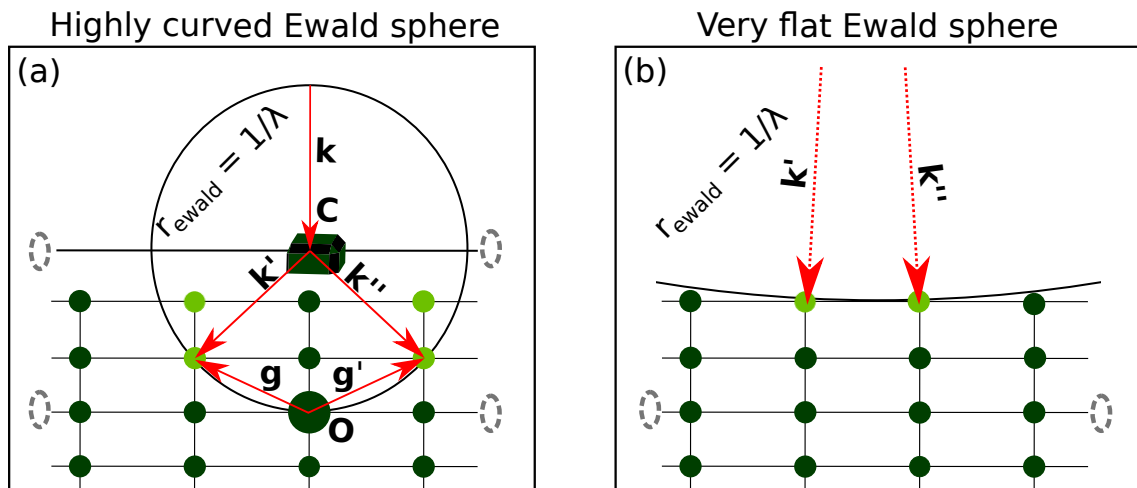 Highly curved Ewald sphere
(a)
r_ewald = 1/λ
k
C
k'
k''
g
g'
O
Very flat Ewald sphere
(b)
r_ewald = 1/λ
k'
k''